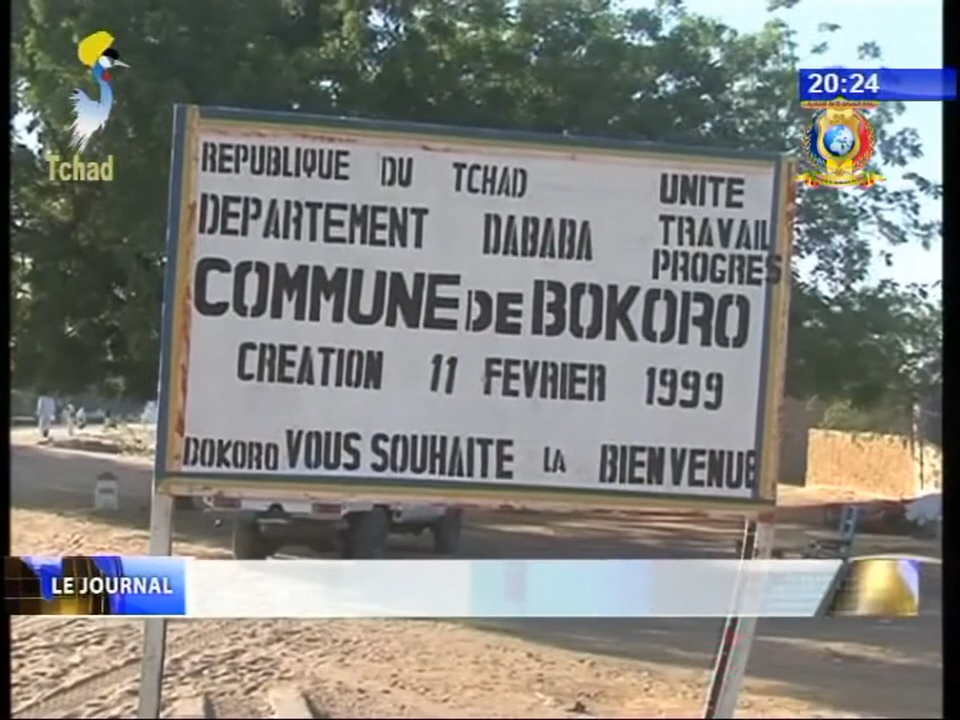 20:24
Tchad
REPUBLIQUE DU TCHAD UNITE
DEPARTEMENT DABABA TRAVAIL
PROGRES
COMMUNE DE BOKORO
CREATION 11 FEVRIER 1999
BOKORO VOUS SOUHAITE LA BIENVENUE
LE JOURNAL